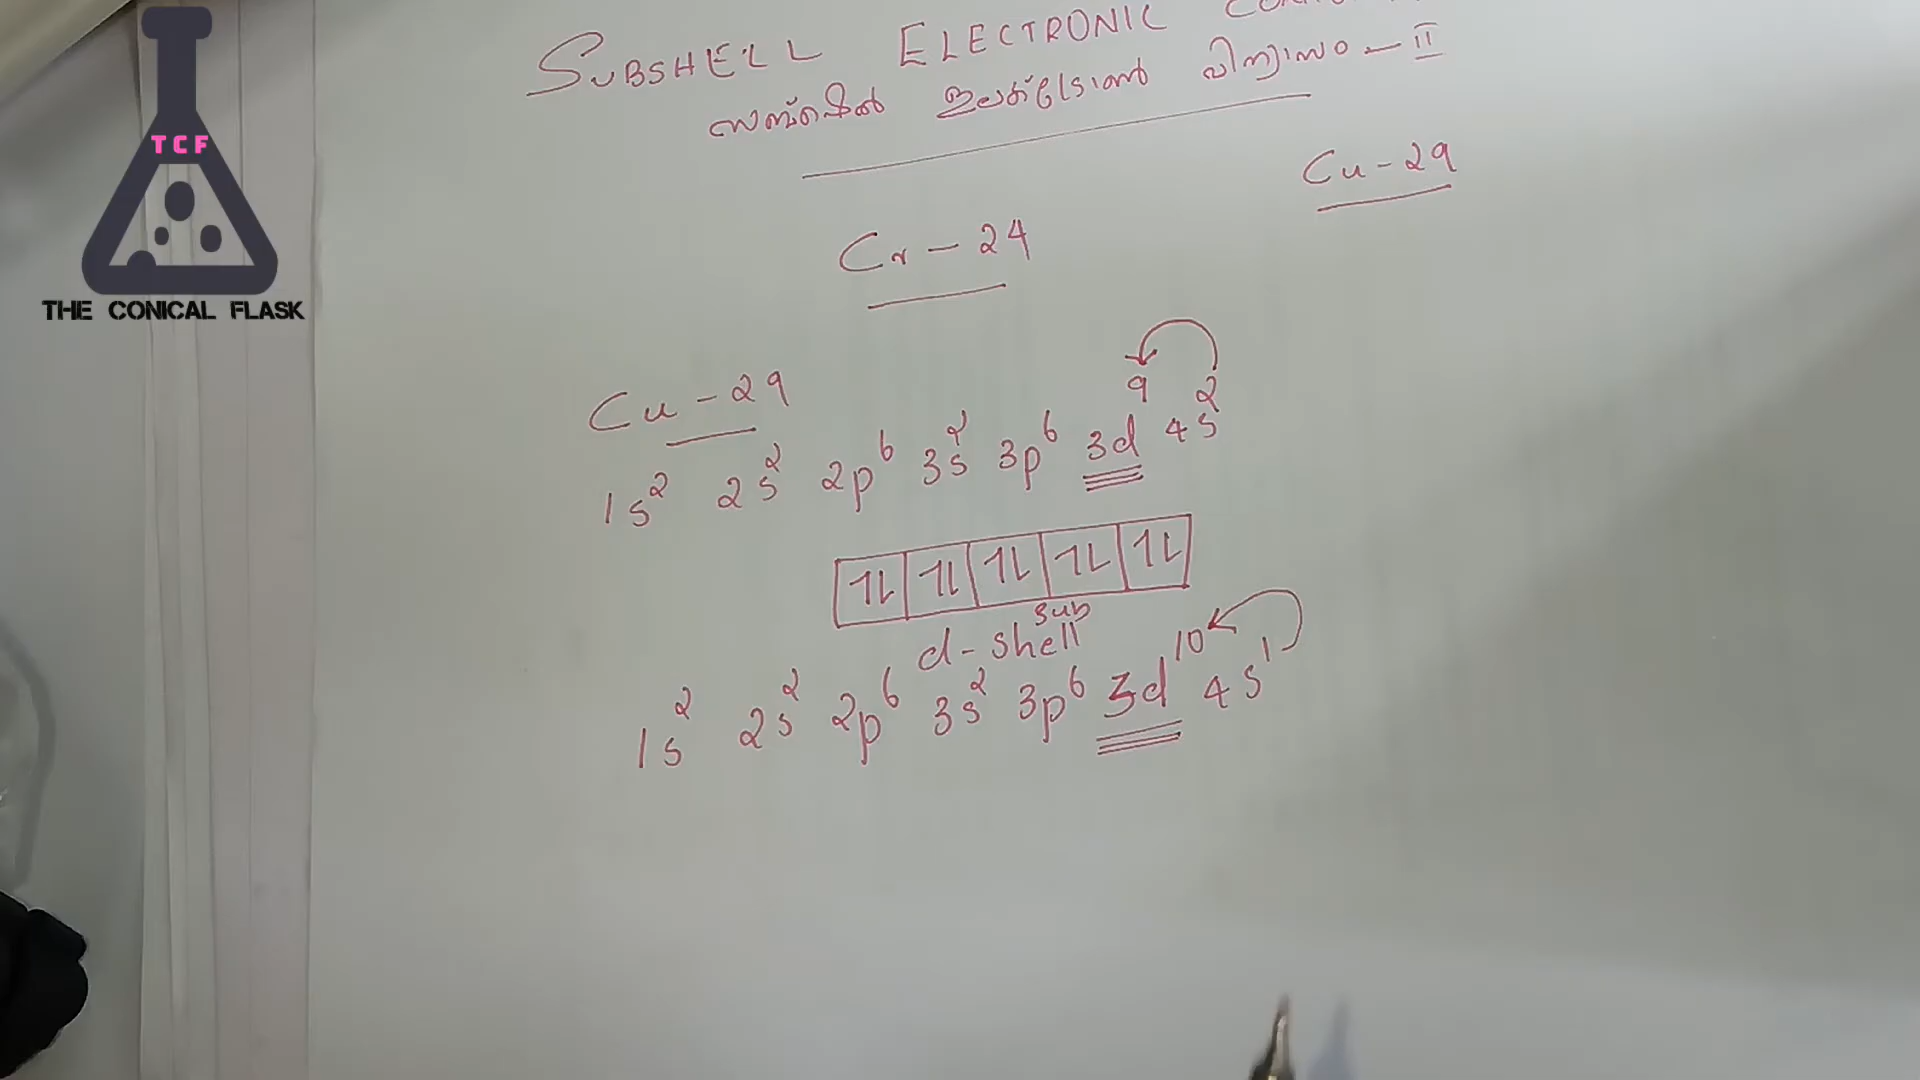 TCF
THE CONICAL FLASK
SUBSHELL ELECTRONIC
സബ്ഷെൽ ഇലക്ട്രോൺ വിന്യാസം - II
Cu - 29
Cr - 24
Cu - 29
1s² 2s² 2p⁶ 3s² 3p⁶ 3d⁹ 4s²
1L 1L 1L 1L 1L
sub
d-shell
1s² 2s² 2p⁶ 3s² 3p⁶ 3d¹⁰ 4s¹